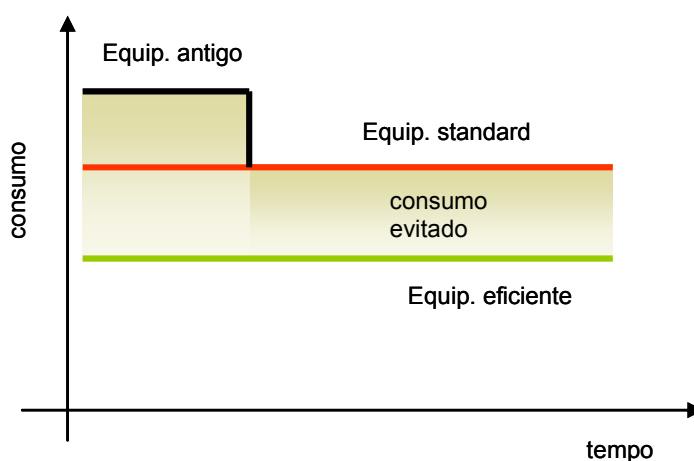 Equip. antigo
Equip. standard
consumo
consumo
evitado
Equip. eficiente
tempo